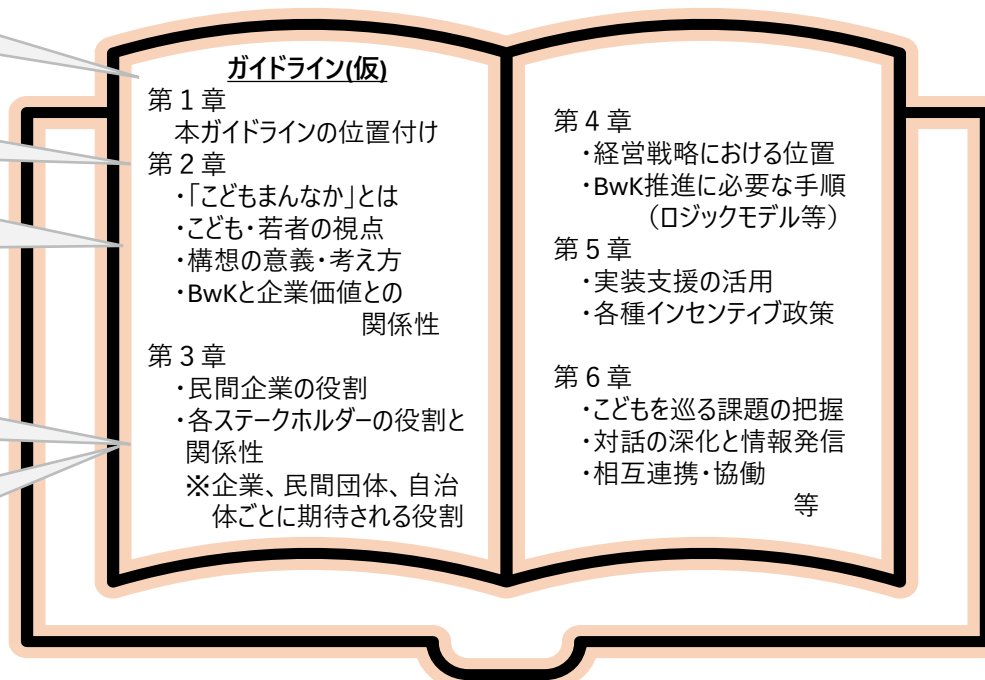 ガイドライン(仮)
第１章
本ガイドラインの位置付け
第２章
・「こどもまんなか」とは
・こども・若者の視点
・構想の意義・考え方
・BwKと企業価値との
関係性
第３章
・民間企業の役割
・各ステークホルダーの役割と
関係性
※企業、民間団体、自治
体ごとに期待される役割
第４章
・経営戦略における位置
・BwK推進に必要な手順
（ロジックモデル等）
第５章
・実装支援の活用
・各種インセンティブ政策
第６章
・こどもを巡る課題の把握
・対話の深化と情報発信
・相互連携・協働
等